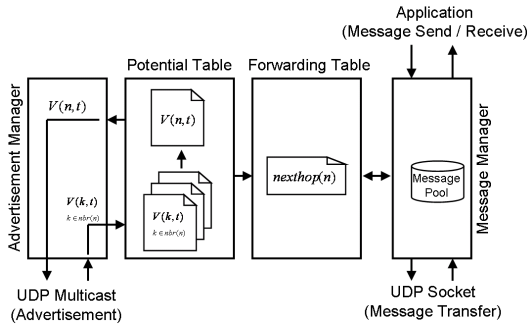 Application
(Message Send / Receive)
Potential Table
Forwarding Table
Advertisement Manager
V(n,t)
V(k,t)
k∈nbr(n)
V(n,t)
V(k,t)
k∈nbr(n)
nexthop(n)
Message
Pool
Message Manager
UDP Multicast
(Advertisement)
UDP Socket
(Message Transfer)